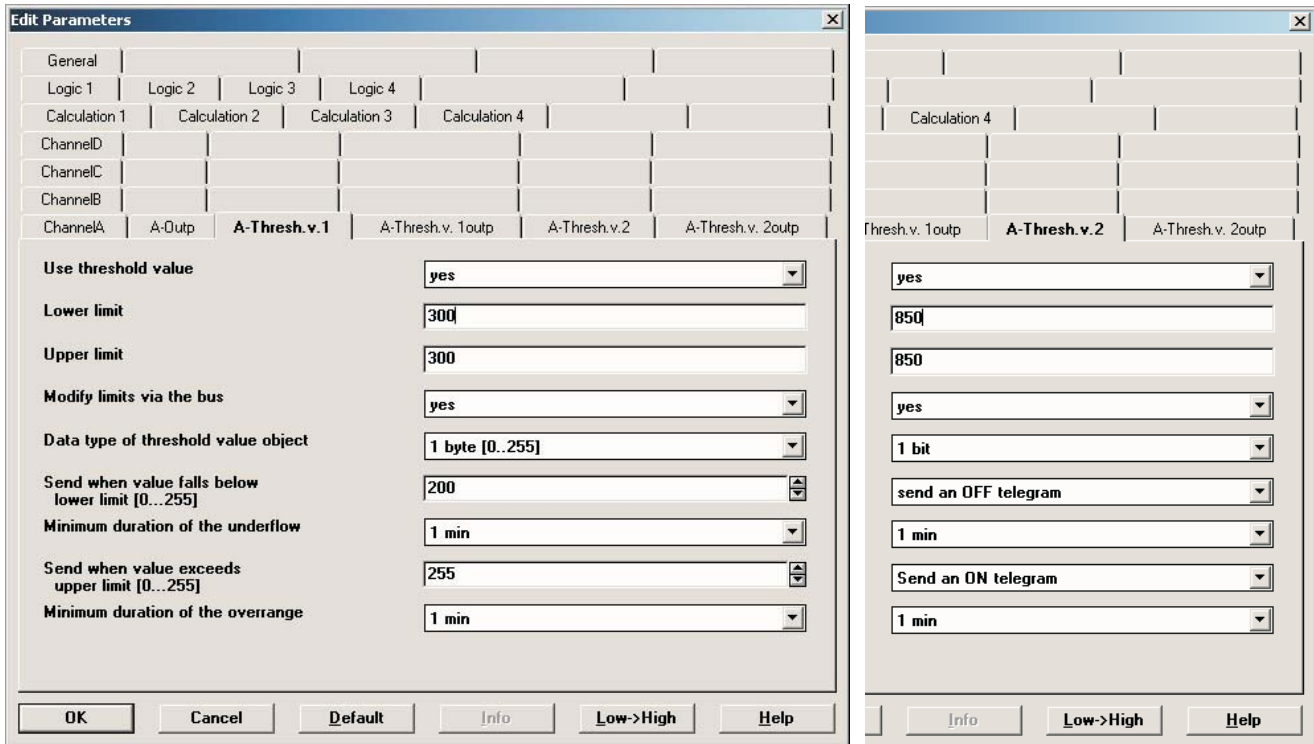 Edit Parameters
General
Logic 1 Logic 2 Logic 3 Logic 4
Calculation 1 Calculation 2 Calculation 3 Calculation 4
ChannelD
ChannelC
ChannelB
ChannelA A-Outp A-Thresh.v.1 A-Thresh.v. 1outp A-Thresh.v.2 A-Thresh.v. 2outp
Use threshold value yes
Lower limit 300
Upper limit 300
Modify limits via the bus yes
Data type of threshold value object 1 byte [0..255]
Send when value falls below
lower limit [0...255] 200
Minimum duration of the underflow 1 min
Send when value exceeds
upper limit [0...255] 255
Minimum duration of the overrange 1 min
OK Cancel Default Info Low->High Help
Calculation 4
Thresh.v. 1outp A-Thresh.v.2 A-Thresh.v. 2outp
yes
850
850
yes
1 bit
send an OFF telegram
1 min
Send an ON telegram
1 min
Info Low->High Help